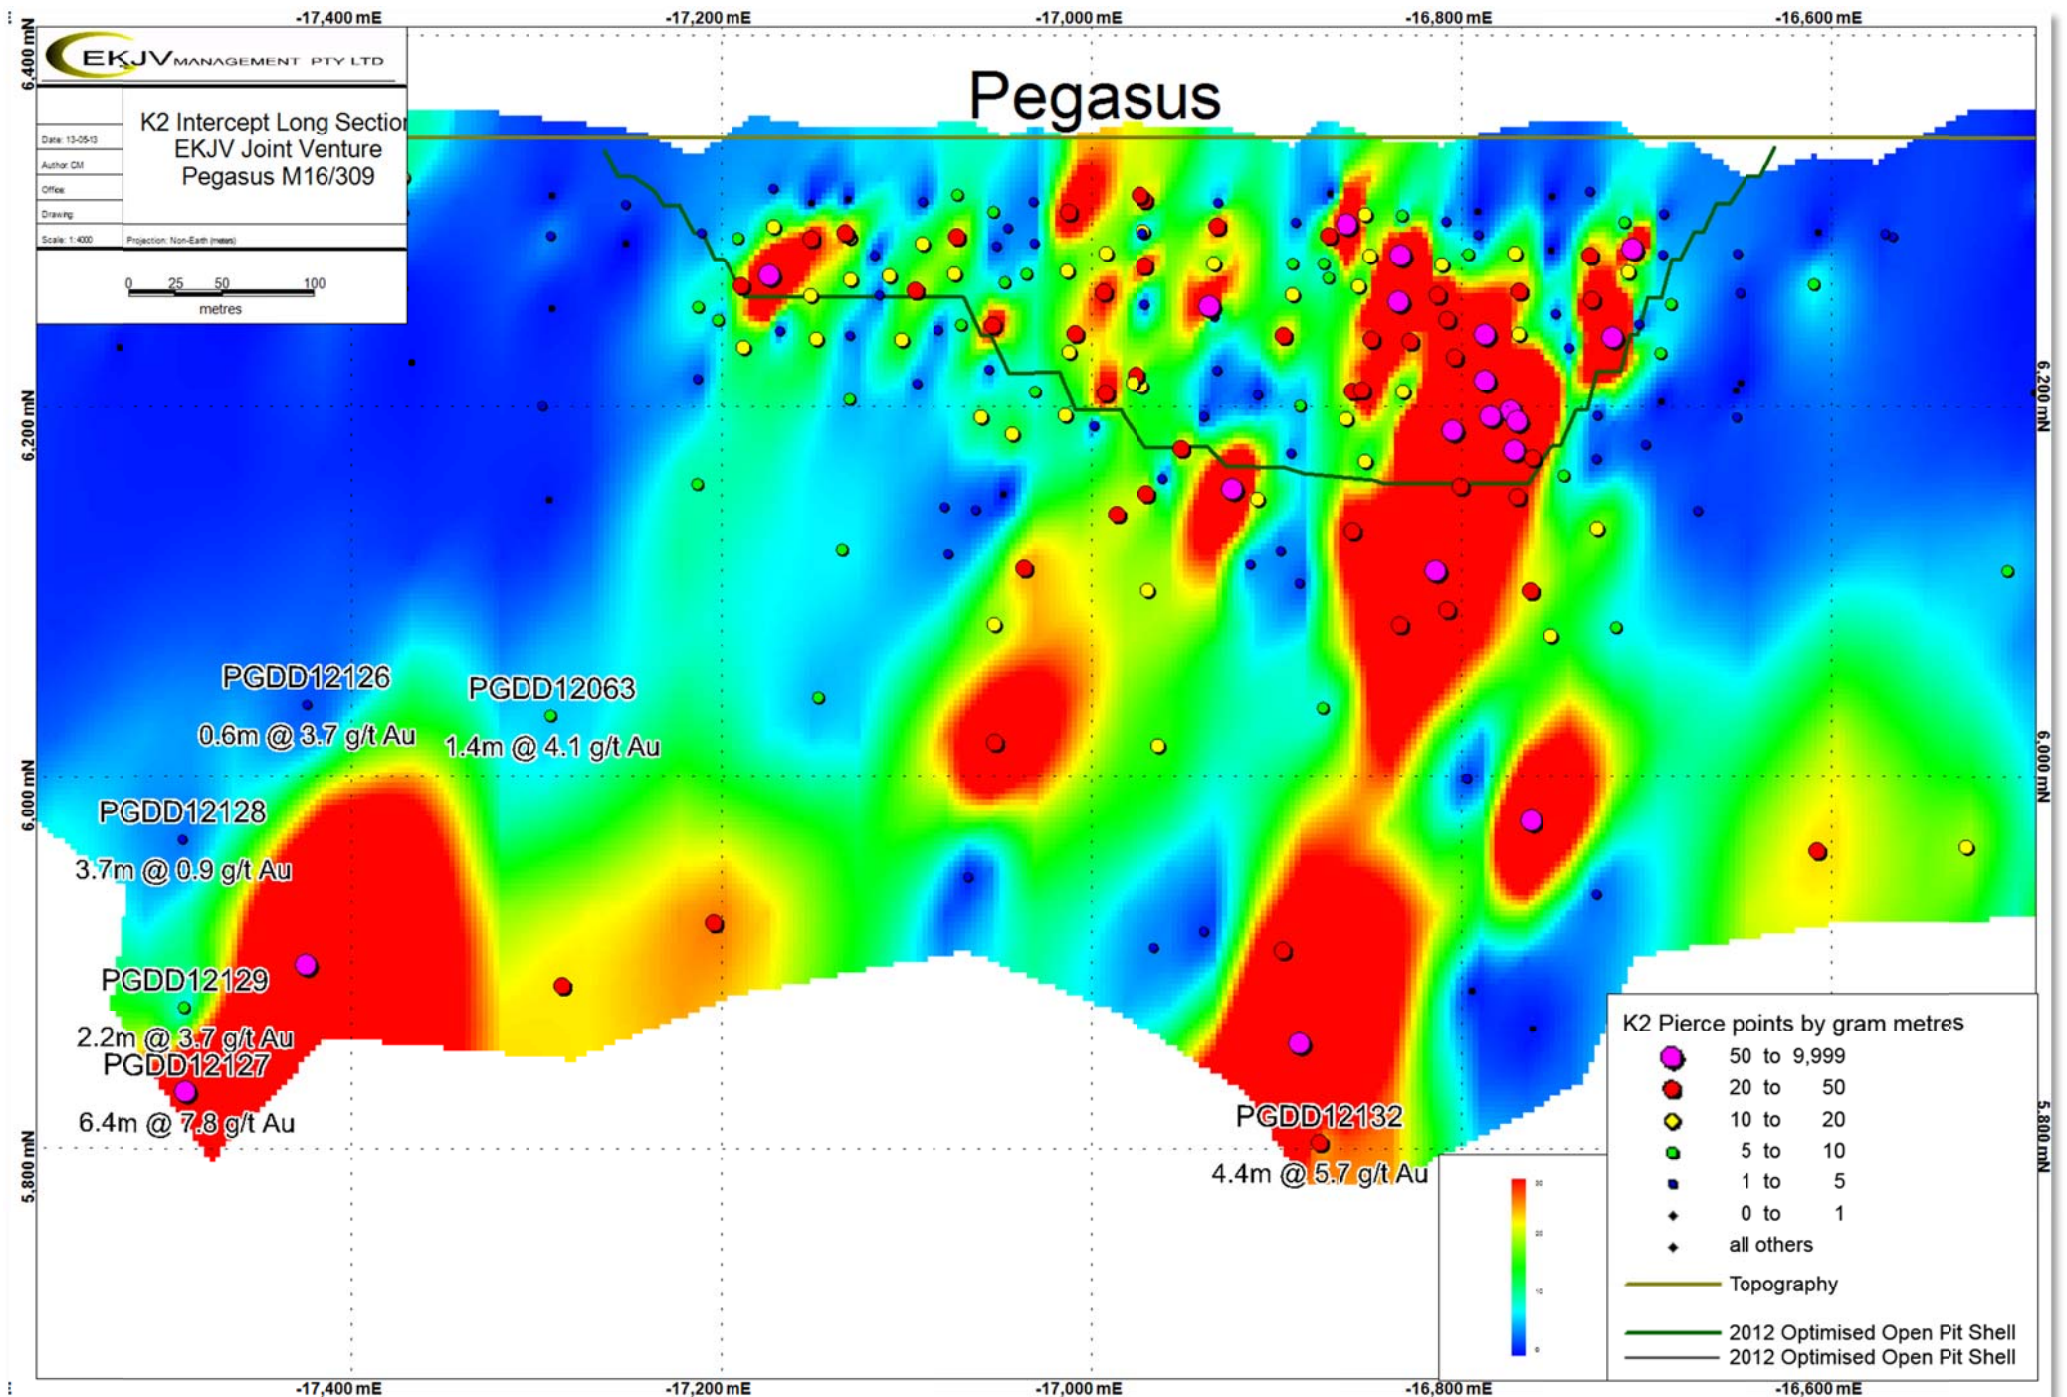 -17,400 mE
-17,200 mE
-17,000 mE
-16,800 mE
-16,600 mE
6,400 mN
EKJV MANAGEMENT PTY LTD
K2 Intercept Long Section
EKJV Joint Venture
Pegasus M16/309
Date: 13-05-13
Author: CM
Office:
Drawing:
Scale: 1:4000
Projection: Non-Earth (meters)
0 25 50 100
metres
Pegasus
6,200 mN
6,200 mN
PGDD12126
0.6m @ 3.7 g/t Au
PGDD12063
1.4m @ 4.1 g/t Au
6,000 mN
6,000 mN
PGDD12128
3.7m @ 0.9 g/t Au
PGDD12129
2.2m @ 3.7 g/t Au
PGDD12127
6.4m @ 7.8 g/t Au
PGDD12132
4.4m @ 5.7 g/t Au
5,800 mN
5,800 mN
30
20
10
0
K2 Pierce points by gram metres
50 to 9,999
20 to 50
10 to 20
5 to 10
1 to 5
0 to 1
all others
Topography
2012 Optimised Open Pit Shell
2012 Optimised Open Pit Shell
-17,400 mE
-17,200 mE
-17,000 mE
-16,800 mE
-16,600 mE